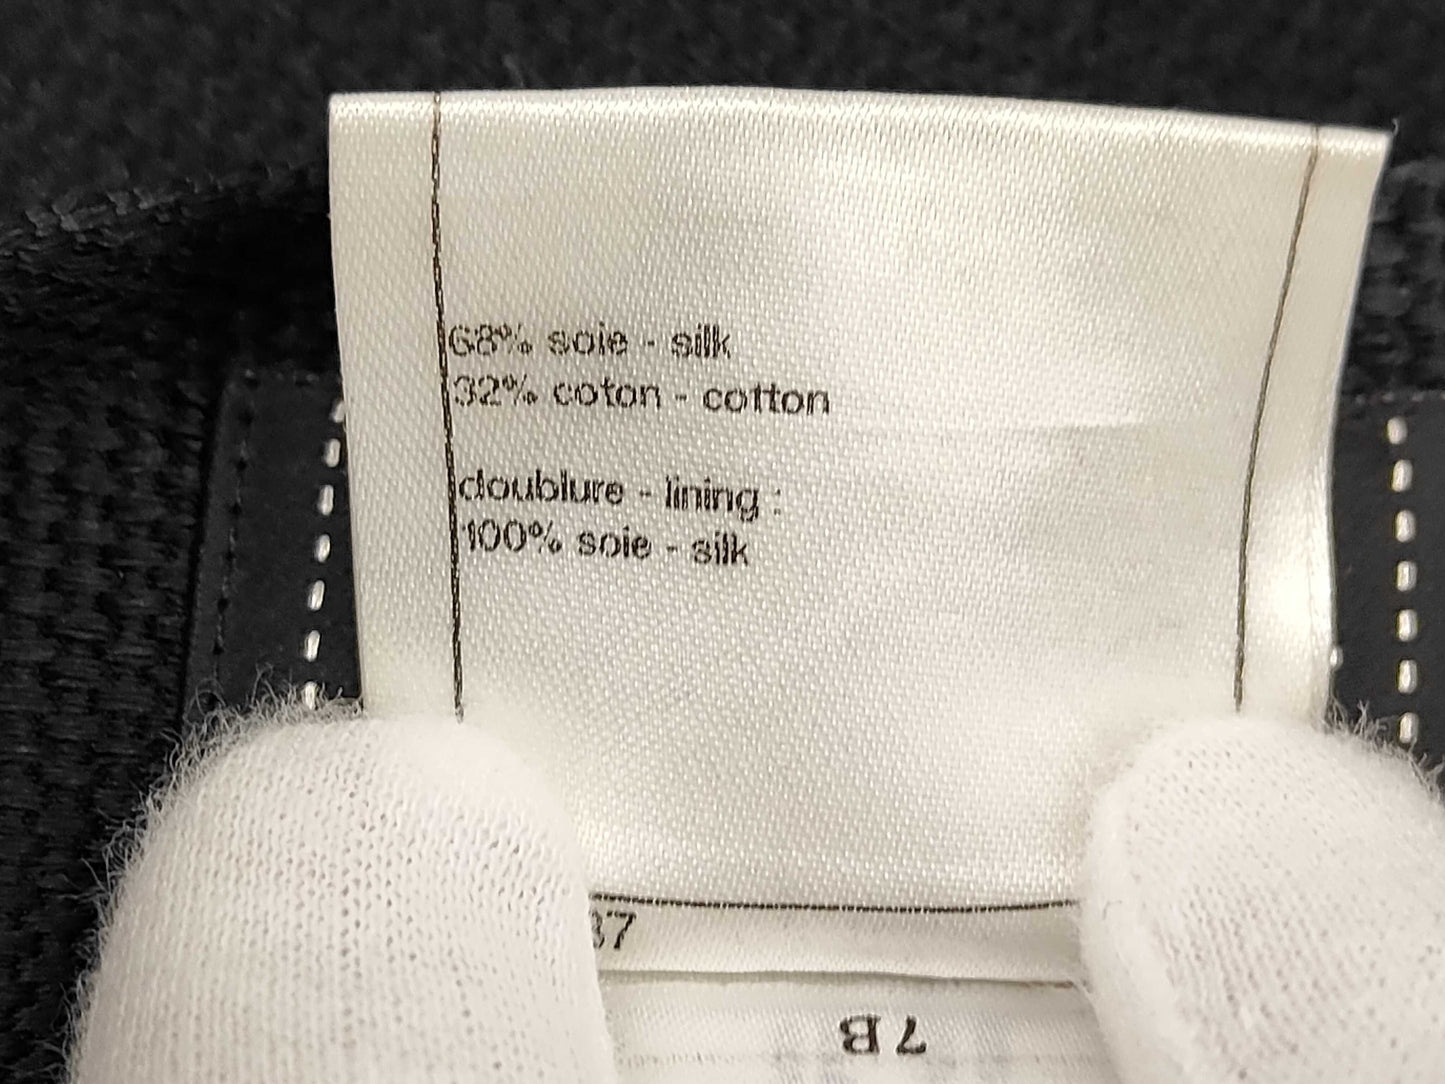 68% soie - silk
32% coton - cotton
doublure - lining :
100% soie - silk
37
7B